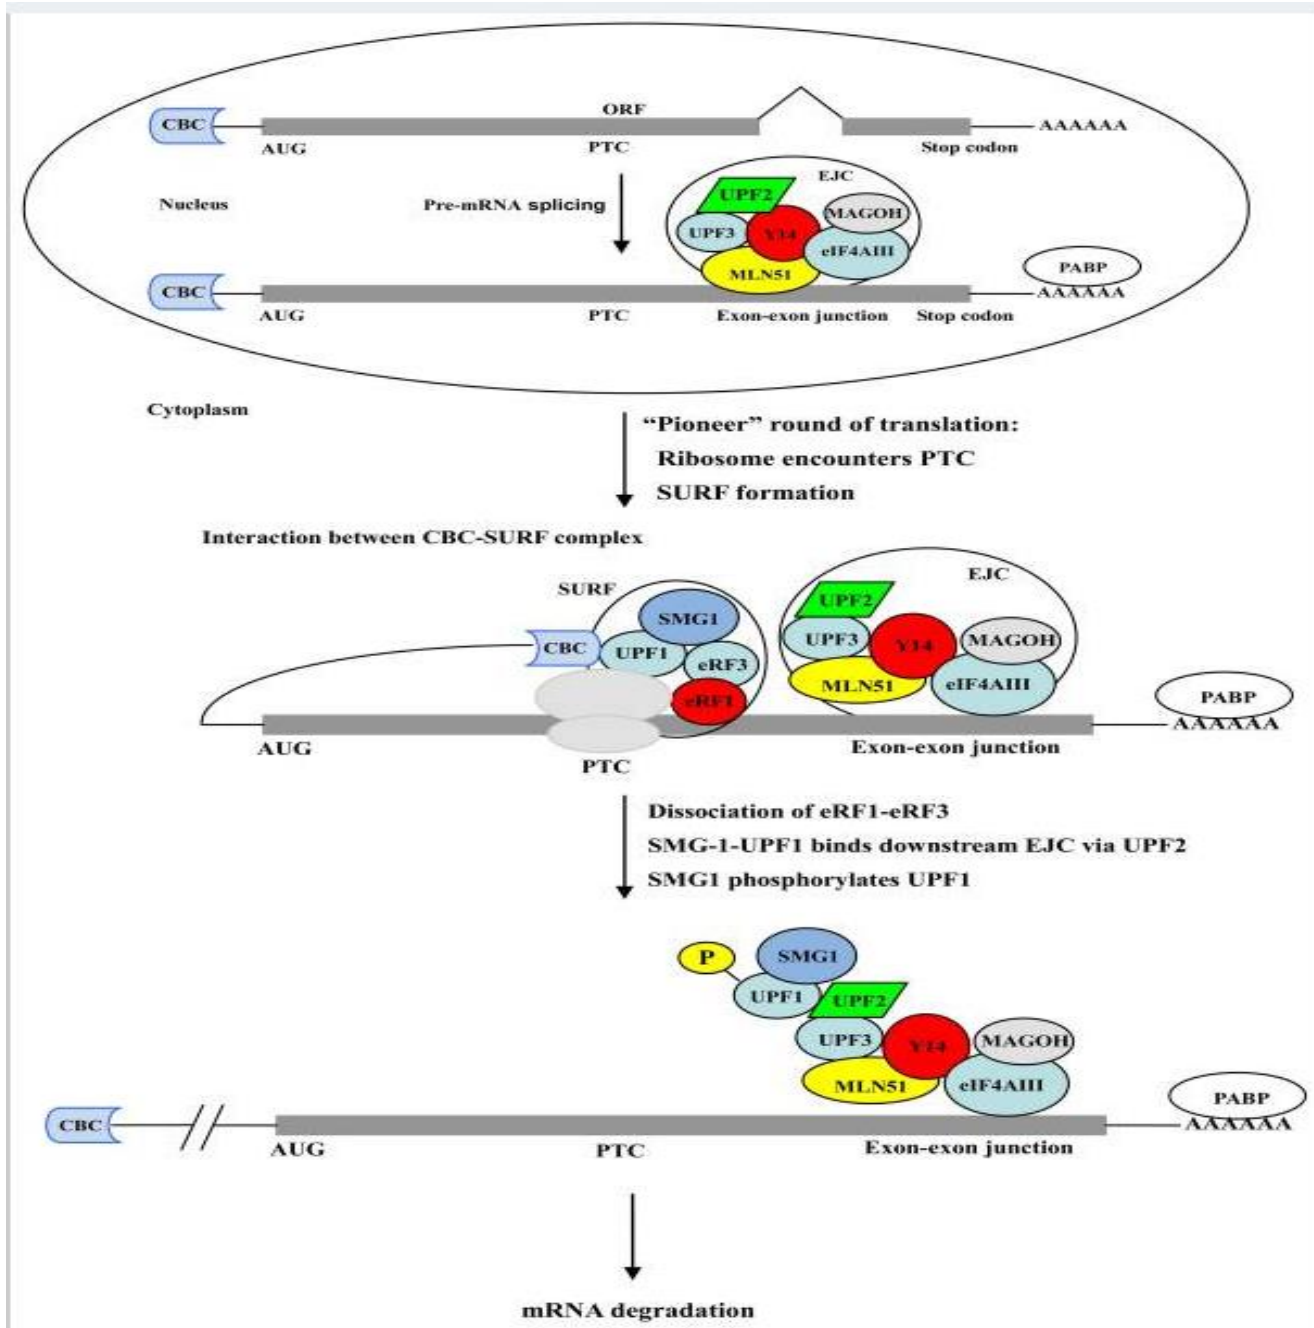 ORF
CBC
AAAAAA
AUG
PTC
Stop codon
EJC
UPF2
Nucleus
Pre-mRNA splicing
MAGOH
UPF3
Y14
eIF4AIII
MLN51
PABP
CBC
AAAAAA
AUG
PTC
Exon-exon junction
Stop codon
Cytoplasm
“Pioneer” round of translation:
Ribosome encounters PTC
SURF formation
Interaction between CBC-SURF complex
SURF
EJC
UPF2
SMG1
CBC
UPF1
eRF3
UPF3
Y14
MAGOH
eRF1
MLN51
eIF4AIII
PABP
AAAAAA
AUG
PTC
Exon-exon junction
Dissociation of eRF1-eRF3
SMG-1-UPF1 binds downstream EJC via UPF2
SMG1 phosphorylates UPF1
P
SMG1
UPF1
UPF2
UPF3
Y14
MAGOH
MLN51
eIF4AIII
PABP
CBC
AAAAAA
AUG
PTC
Exon-exon junction
mRNA degradation